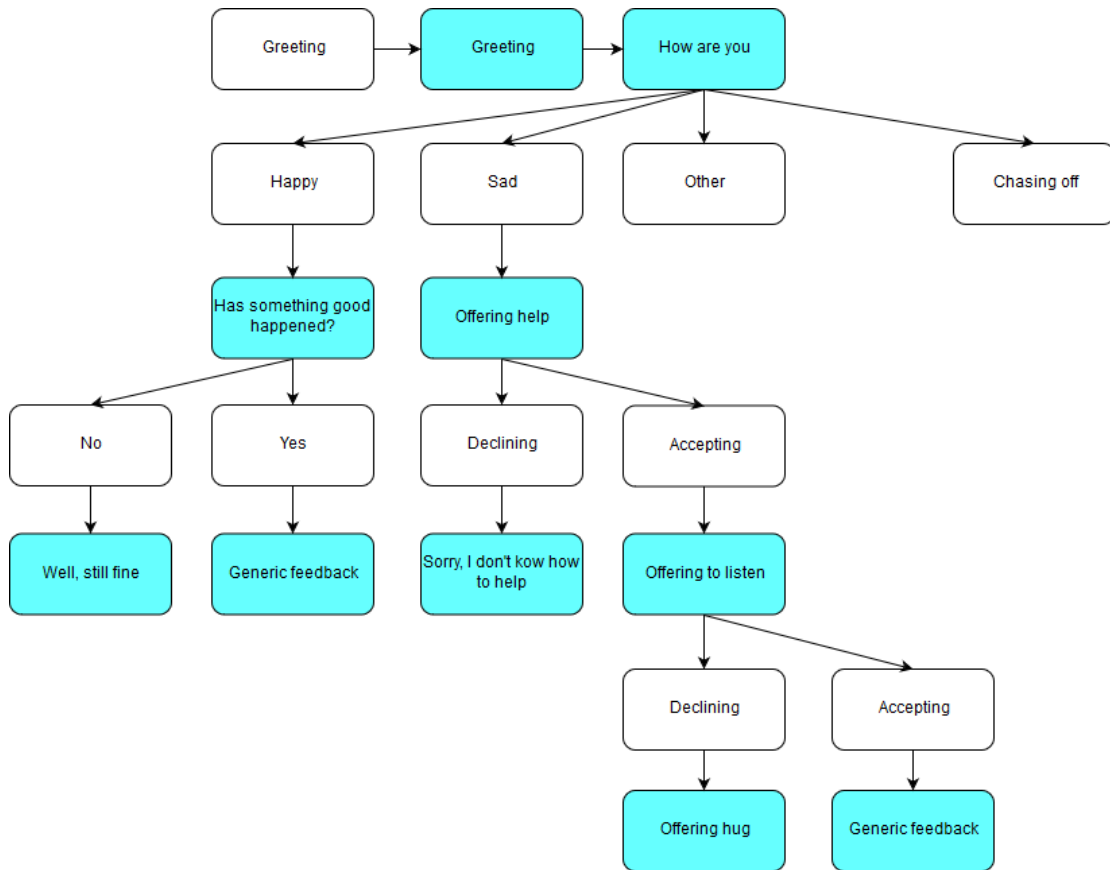 Greeting
Greeting
How are you
Happy
Sad
Other
Chasing off
Has something good
happened?
Offering help
No
Yes
Declining
Accepting
Well, still fine
Generic feedback
Sorry, I don't kow how
to help
Offering to listen
Declining
Accepting
Offering hug
Generic feedback